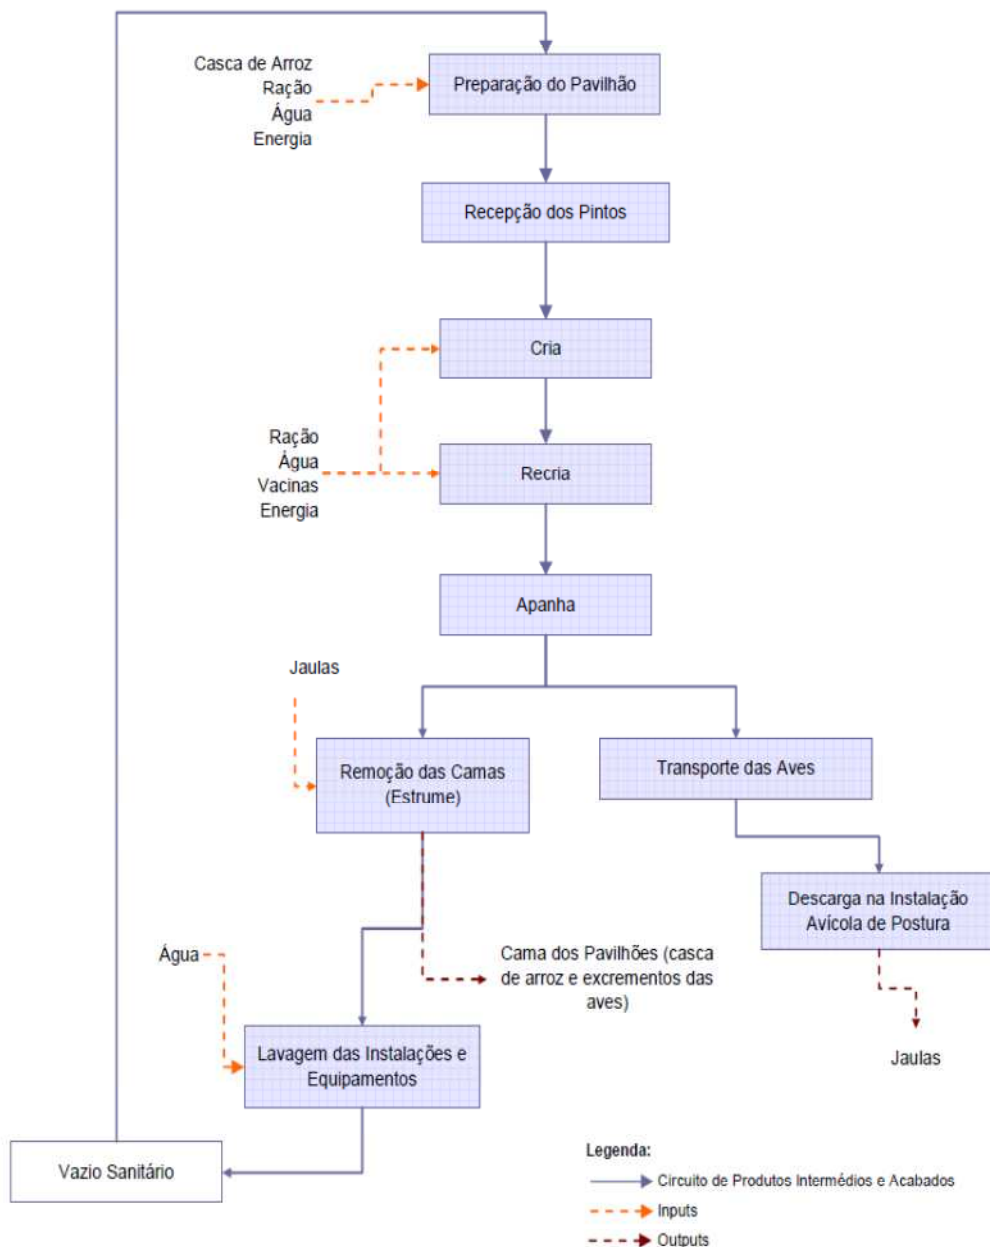 Casca de Arroz
Ração
Água
Energia
Preparação do Pavilhão
Recepção dos Pintos
Cria
Ração
Água
Vacinas
Energia
Recria
Apanha
Jaulas
Remoção das Camas
(Estrume)
Transporte das Aves
Descarga na Instalação
Avícola de Postura
Água
Cama dos Pavilhões (casca
de arroz e excrementos das
aves)
Lavagem das Instalações e
Equipamentos
Jaulas
Vazio Sanitário
Legenda:
Circuito de Produtos Intermédios e Acabados
Inputs
Outputs